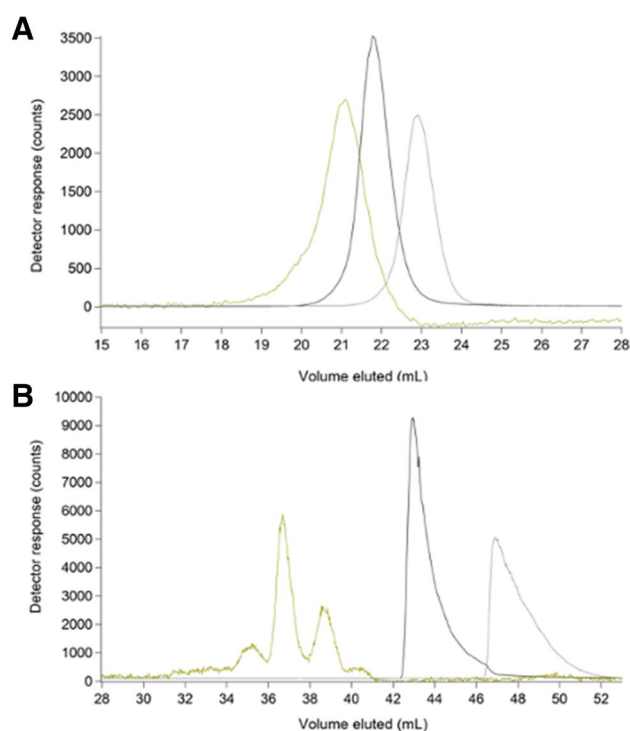 A
3500
3000
2500
2000
1500
1000
500
0
Detector response (counts)
15 16 17 18 19 20 21 22 23 24 25 26 27 28
Volume eluted (mL)
B
10000
9000
8000
7000
6000
5000
4000
3000
2000
1000
0
Detector response (counts)
28 30 32 34 36 38 40 42 44 46 48 50 52
Volume eluted (mL)